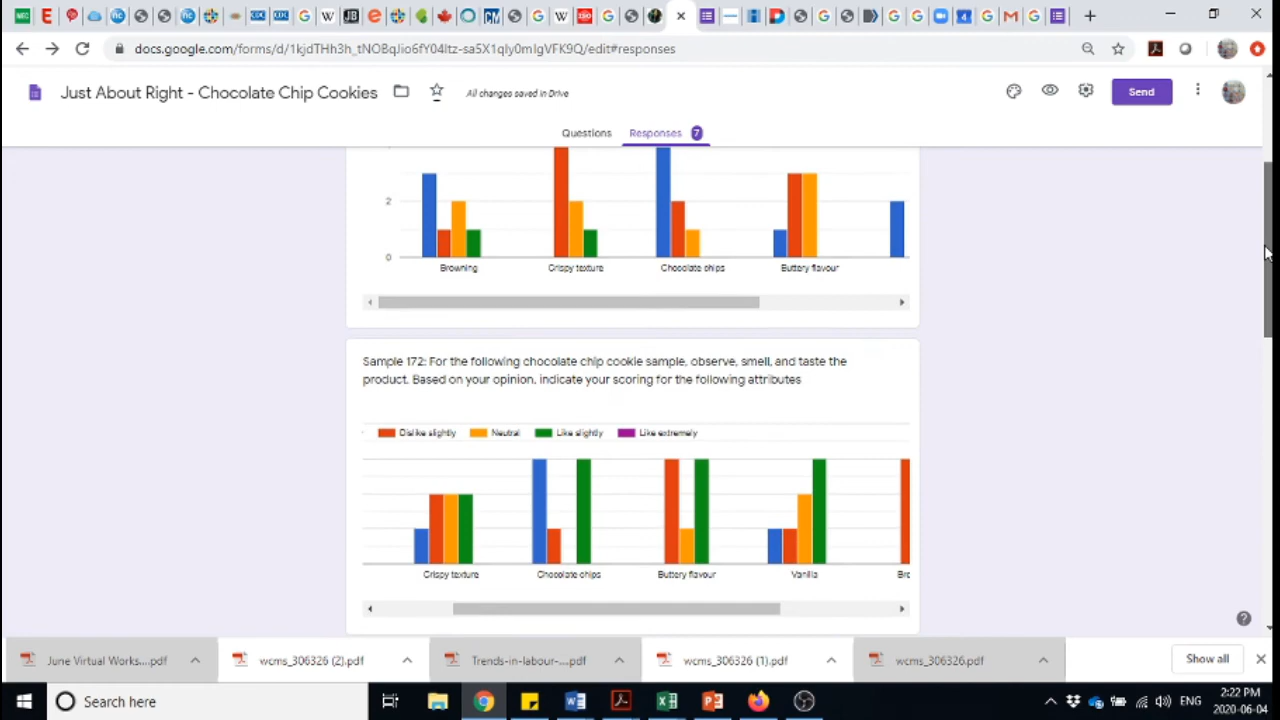 docs.google.com/forms/d/1kjdTHh3h_tNOBqJio6fY04Itz-sa5X1qIy0mIgVFK9Q/edit#responses
Just About Right - Chocolate Chip Cookies
All changes saved in Drive
Send
Questions
Responses 7
2
0
Browning
Crispy texture
Chocolate chips
Buttery flavour
Sample 172: For the following chocolate chip cookie sample, observe, smell, and taste the
product. Based on your opinion, indicate your scoring for the following attributes
Dislike slightly
Neutral
Like slightly
Like extremely
Crispy texture
Chocolate chips
Buttery flavour
Vanilla
Brc
June Virtual Works....pdf
wcms_306326 (2).pdf
Trends-in-labour-....pdf
wcms_306326 (1).pdf
wcms_306326.pdf
Show all
Search here
ENG
2:22 PM
2020-06-04